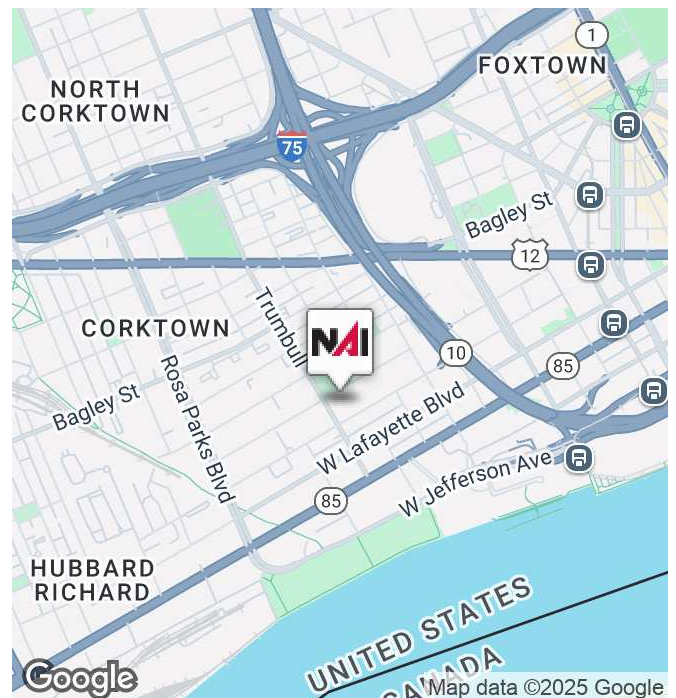 1
FOXTOWN
NORTH
CORKTOWN
75
Bagley St
12
Trumbull
CORKTOWN
NAI
10
85
Bagley St
Rosa Parks Blvd
W Lafayette Blvd
W Jefferson Ave
85
HUBBARD
RICHARD
UNITED STATES
CANADA
Google
Map data ©2025 Google